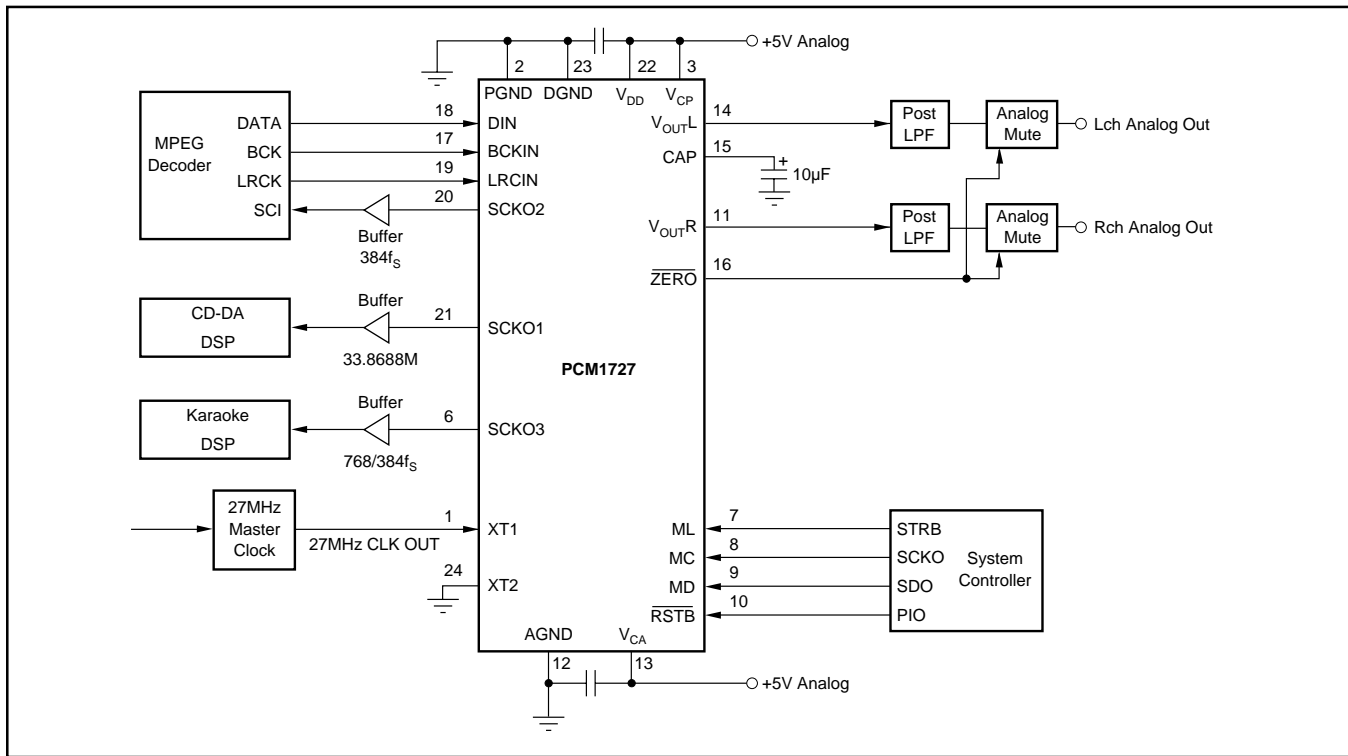 +5V Analog
2
23
22
3
PGND
DGND
VDD
VCP
MPEG
Decoder
DATA
18
DIN
BCK
17
BCKIN
LRCK
19
LRCIN
SCI
20
SCKO2
Buffer
384fS
14
VOUTL
Post
LPF
Analog
Mute
Lch Analog Out
15
CAP
+
10µF
11
VOUTR
Post
LPF
Analog
Mute
Rch Analog Out
16
ZERO
CD-DA
DSP
Buffer
33.8688M
21
SCKO1
PCM1727
Karaoke
DSP
Buffer
768/384fS
6
SCKO3
27MHz
Master
Clock
27MHz CLK OUT
1
XT1
24
XT2
ML
7
STRB
MC
8
SCKO
MD
9
SDO
RSTB
10
PIO
System
Controller
AGND
VCA
12
13
+5V Analog